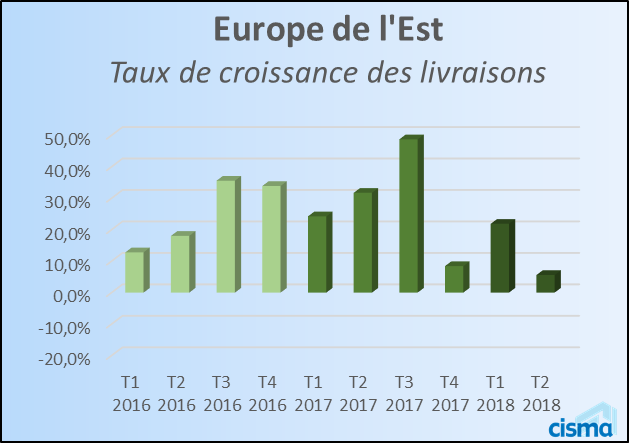 Europe de l'Est
Taux de croissance des livraisons
50,0%
40,0%
30,0%
20,0%
10,0%
0,0%
-10,0%
-20,0%
T1 T2 T3 T4 T1 T2 T3 T4 T1 T2
2016 2016 2016 2016 2017 2017 2017 2017 2018 2018
cisma